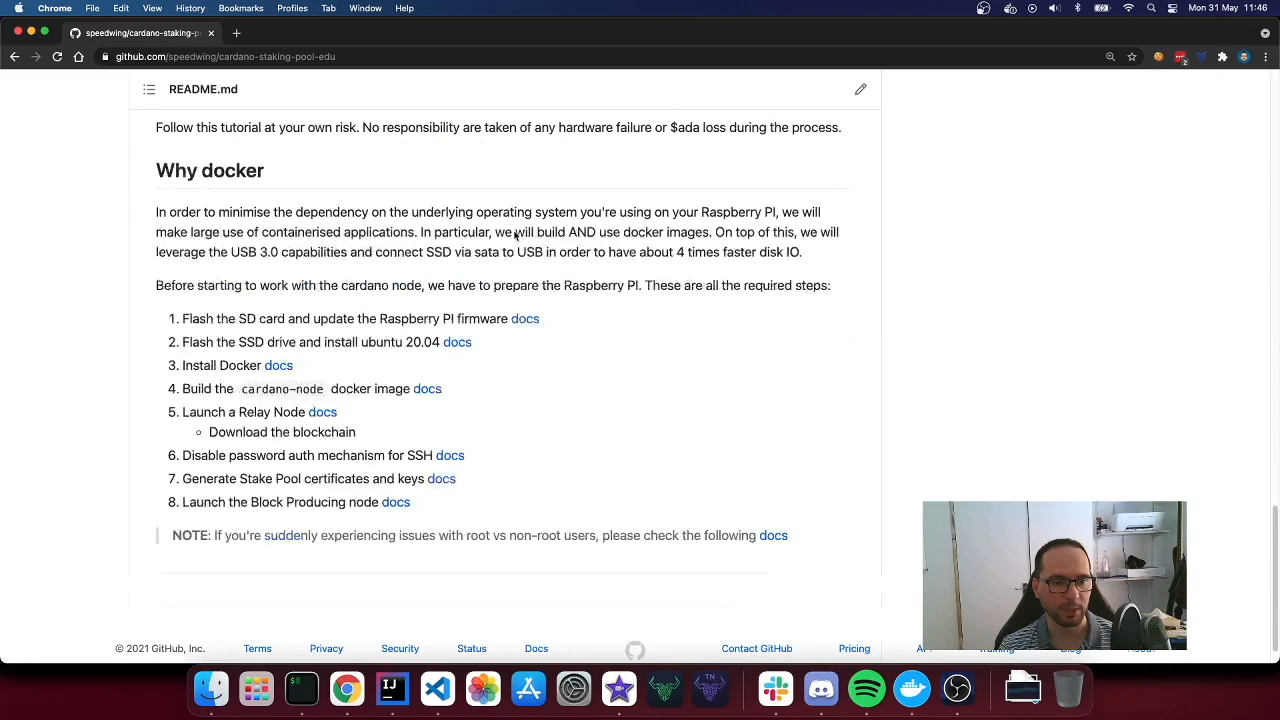 Chrome File Edit View History Bookmarks Profiles Tab Window Help Mon 31 May 11:46
speedwing/cardano-staking-p
github.com/speedwing/cardano-staking-pool-edu
README.md
Follow this tutorial at your own risk. No responsibility are taken of any hardware failure or $ada loss during the process.
Why docker
In order to minimise the dependency on the underlying operating system you're using on your Raspberry PI, we will
make large use of containerised applications. In particular, we will build AND use docker images. On top of this, we will
leverage the USB 3.0 capabilities and connect SSD via sata to USB in order to have about 4 times faster disk IO.
Before starting to work with the cardano node, we have to prepare the Raspberry PI. These are all the required steps:
1. Flash the SD card and update the Raspberry PI firmware docs
2. Flash the SSD drive and install ubuntu 20.04 docs
3. Install Docker docs
4. Build the cardano-node docker image docs
5. Launch a Relay Node docs
Download the blockchain
6. Disable password auth mechanism for SSH docs
7. Generate Stake Pool certificates and keys docs
8. Launch the Block Producing node docs
NOTE: If you're suddenly experiencing issues with root vs non-root users, please check the following docs
© 2021 GitHub, Inc. Terms Privacy Security Status Docs Contact GitHub Pricing
TN